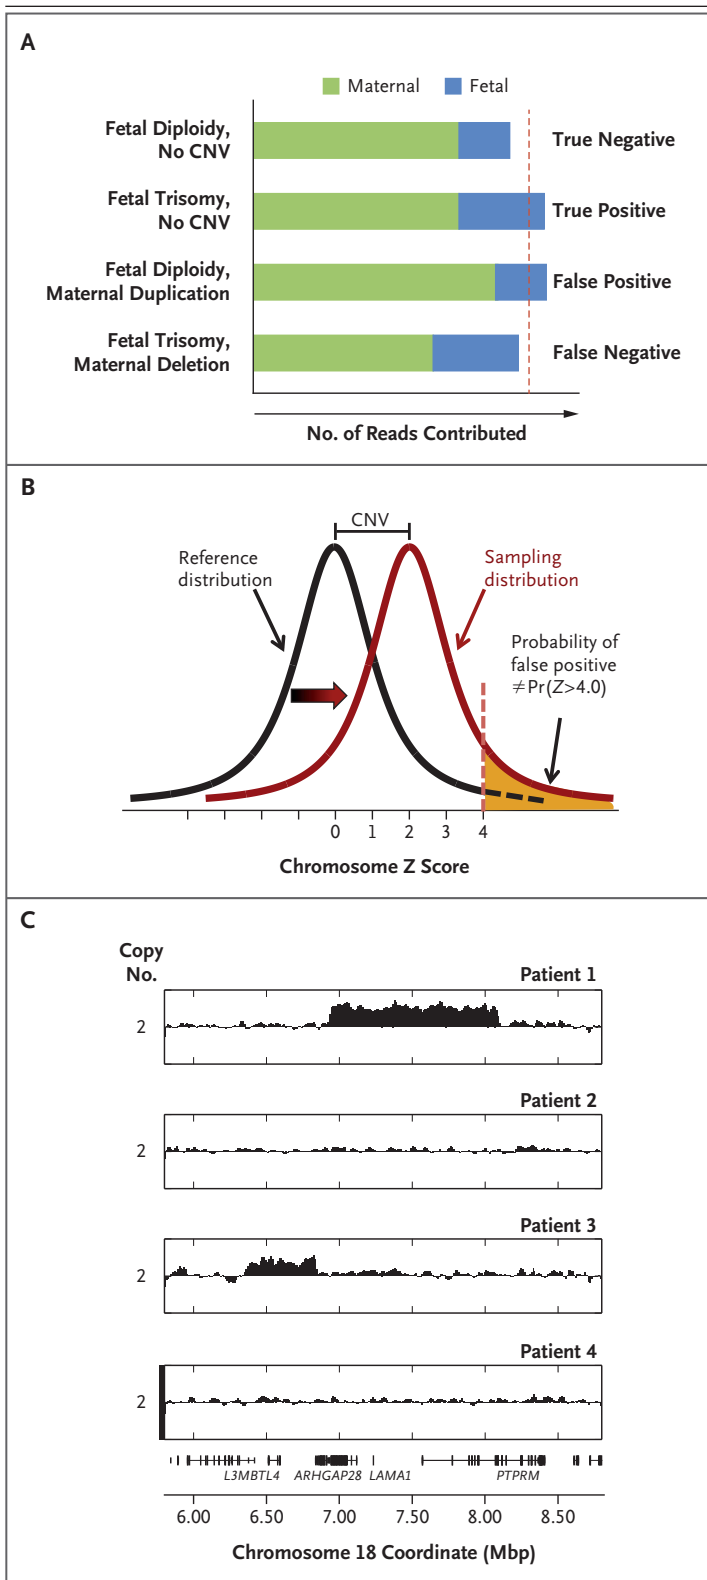 A
Maternal
Fetal
Fetal Diploidy,
No CNV
True Negative
Fetal Trisomy,
No CNV
True Positive
Fetal Diploidy,
Maternal Duplication
False Positive
Fetal Trisomy,
Maternal Deletion
False Negative
No. of Reads Contributed
B
CNV
Reference
distribution
Sampling
distribution
Probability of
false positive
≠Pr(Z>4.0)
0 1 2 3 4
Chromosome Z Score
C
Copy
No.
Patient 1
2
Patient 2
2
Patient 3
2
Patient 4
2
L3MBTL4 ARHGAP28 LAMA1 PTPRM
6.00 6.50 7.00 7.50 8.00 8.50
Chromosome 18 Coordinate (Mbp)